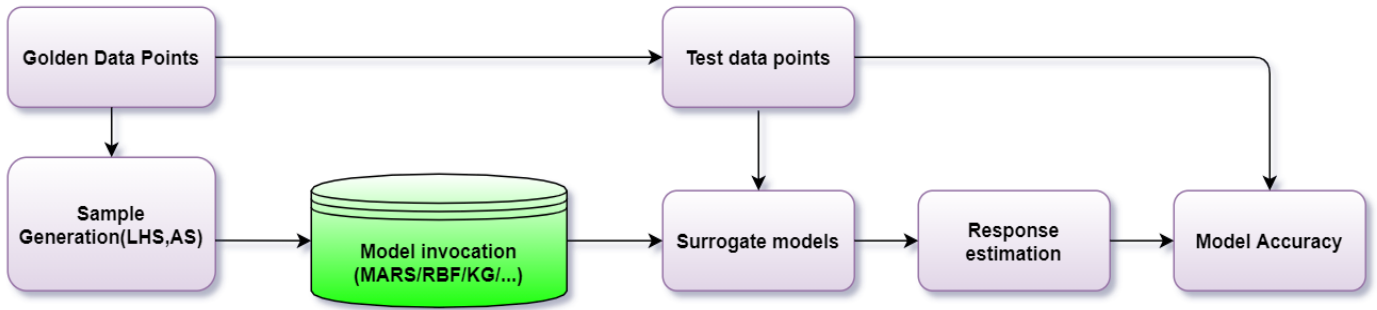 Golden Data Points
Test data points
Sample
Generation(LHS,AS)
Model invocation
(MARS/RBF/KG/...)
Surrogate models
Response
estimation
Model Accuracy